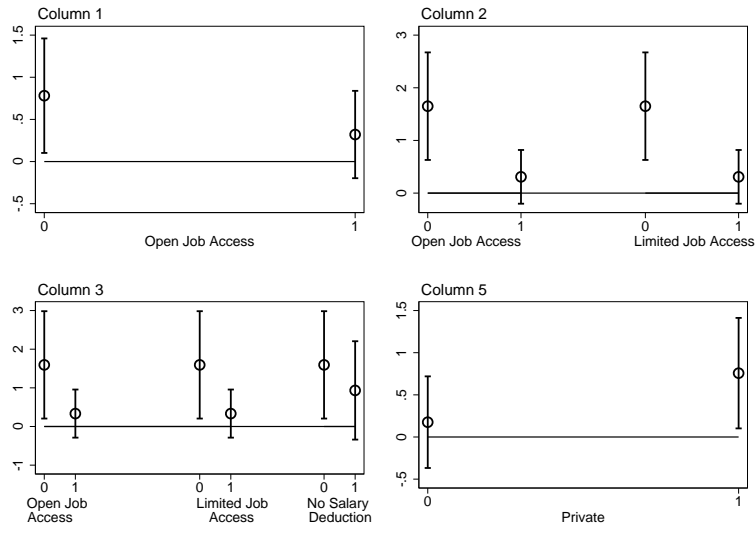 Column 1
1.5
1
.5
0
-.5
0 1
Open Job Access
Column 2
3
2
1
0
0 1 0 1
Open Job Access Limited Job Access
Column 3
3
2
1
0
-1
0 1 0 1 0 1
Open Job Limited Job No Salary
Access Access Deduction
Column 5
1.5
1
.5
0
-.5
0 1
Private